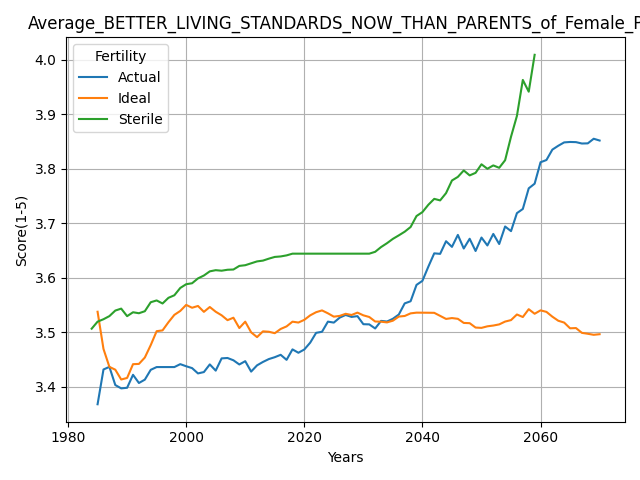 Average_BETTER_LIVING_STANDARDS_NOW_THAN_PARENTS_of_Female_F
Fertility
Actual
Ideal
Sterile
4.0
3.9
3.8
3.7
3.6
3.5
3.4
Score(1-5)
1980
2000
2020
2040
2060
Years